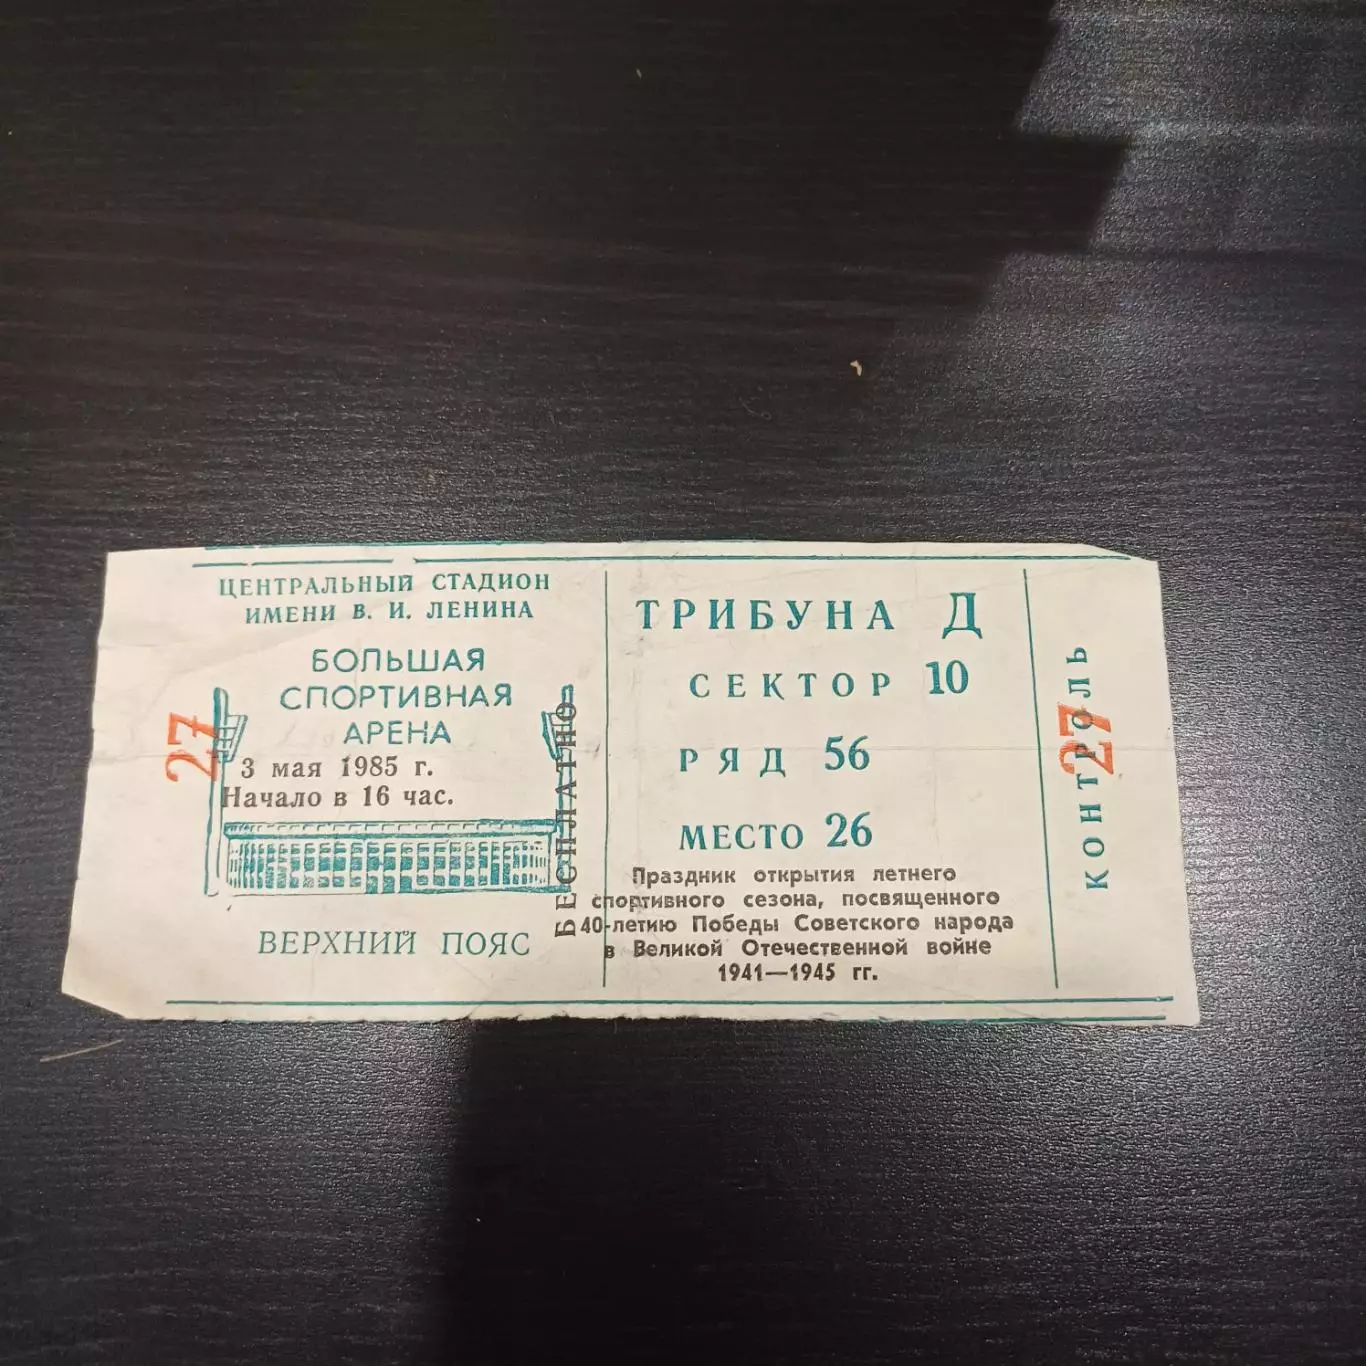 ЦЕНТРАЛЬНЫЙ СТАДИОН
ИМЕНИ В. И. ЛЕНИНА
БОЛЬШАЯ
СПОРТИВНАЯ
АРЕНА
27
3 мая 1985 г.
Начало в 16 час.
ВЕРХНИЙ ПОЯС
БЕСПЛАТНО
ТРИБУНА Д
СЕКТОР 10
РЯД 56
МЕСТО 26
Праздник открытия летнего
спортивного сезона, посвященного
40-летию Победы Советского народа
в Великой Отечественной войне
1941—1945 гг.
КОНТРОЛЬ
27